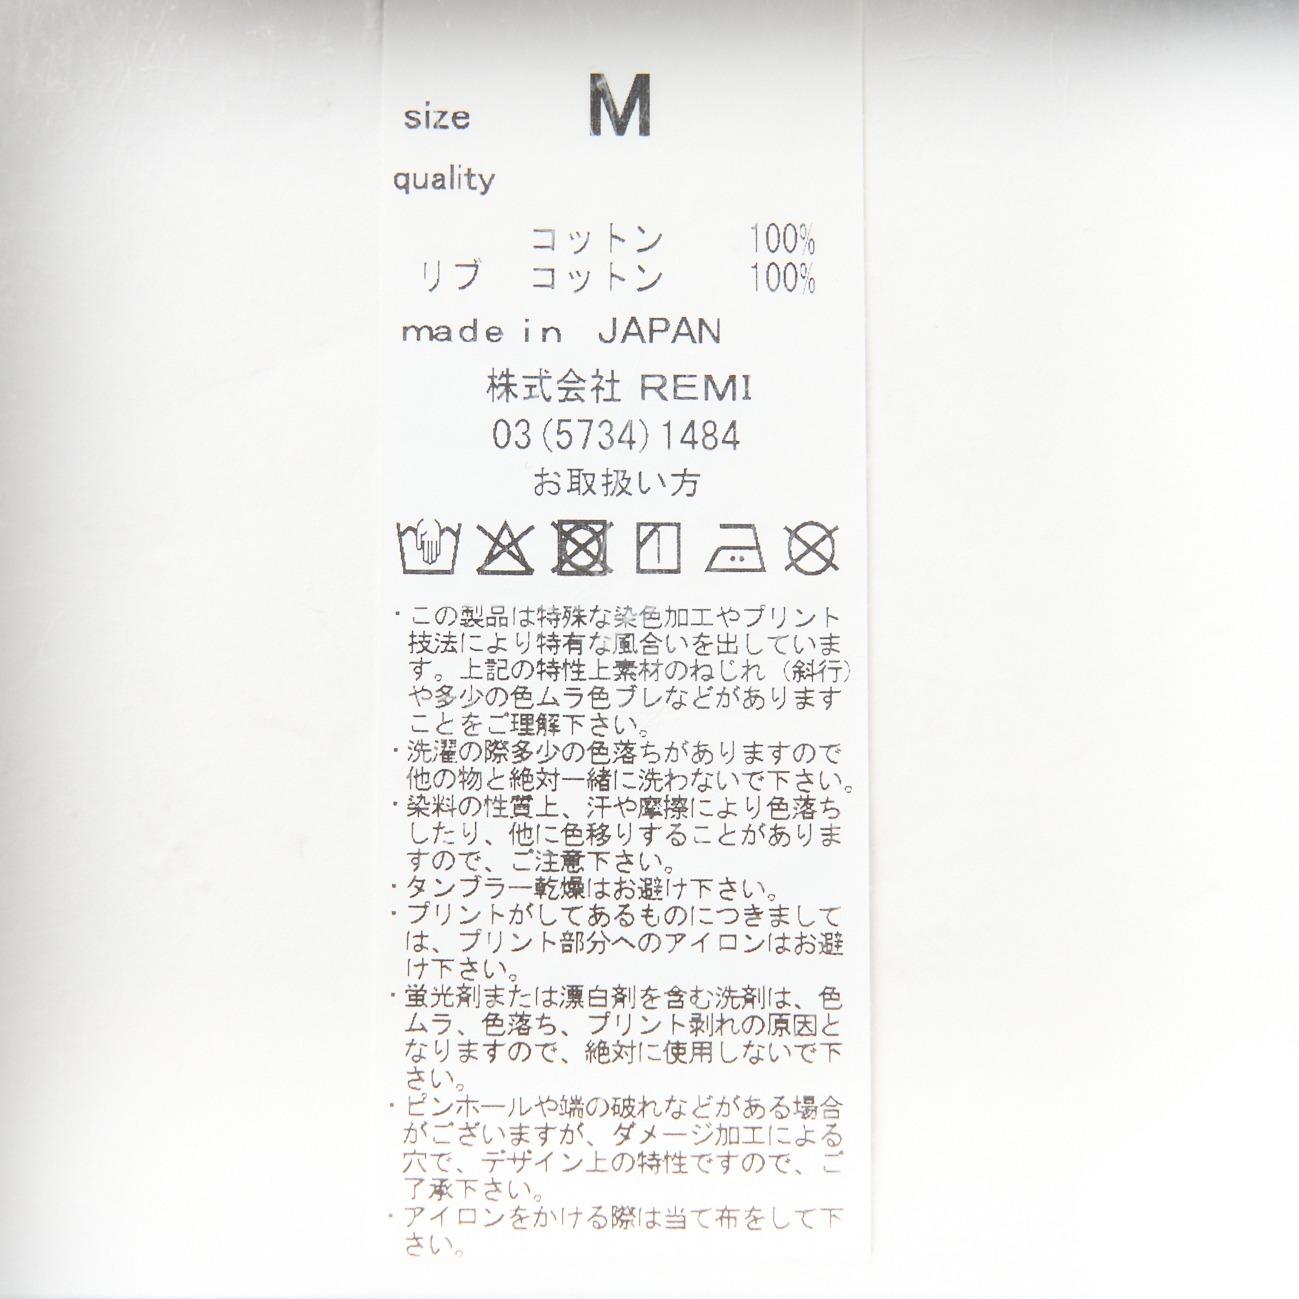 size M
quality
コットン 100%
リブ コットン 100%
made in JAPAN
株式会社 REMI
03(5734)1484
お取扱い方
・この製品は特殊な染色加工やプリント
技法により特有な風合いを出していま
す。上記の特性上素材のねじれ（斜行）
や多少の色ムラ色ブレなどがあります
ことをご理解下さい。
・洗濯の際多少の色落ちがありますので
他の物と絶対一緒に洗わないで下さい。
・染料の性質上、汗や摩擦により色落ち
したり、他に色移りすることがありま
すので、ご注意下さい。
・タンブラー乾燥はお避け下さい。
・プリントがしてあるものにつきまして
は、プリント部分へのアイロンはお避
け下さい。
・蛍光剤または漂白剤を含む洗剤は、色
ムラ、色落ち、プリント剥れの原因と
なりますので、絶対に使用しないで下
さい。
・ピンホールや端の破れなどがある場合
がございますが、ダメージ加工による
穴で、デザイン上の特性ですので、ご
了承下さい。
・アイロンをかける際は当て布をして下
さい。